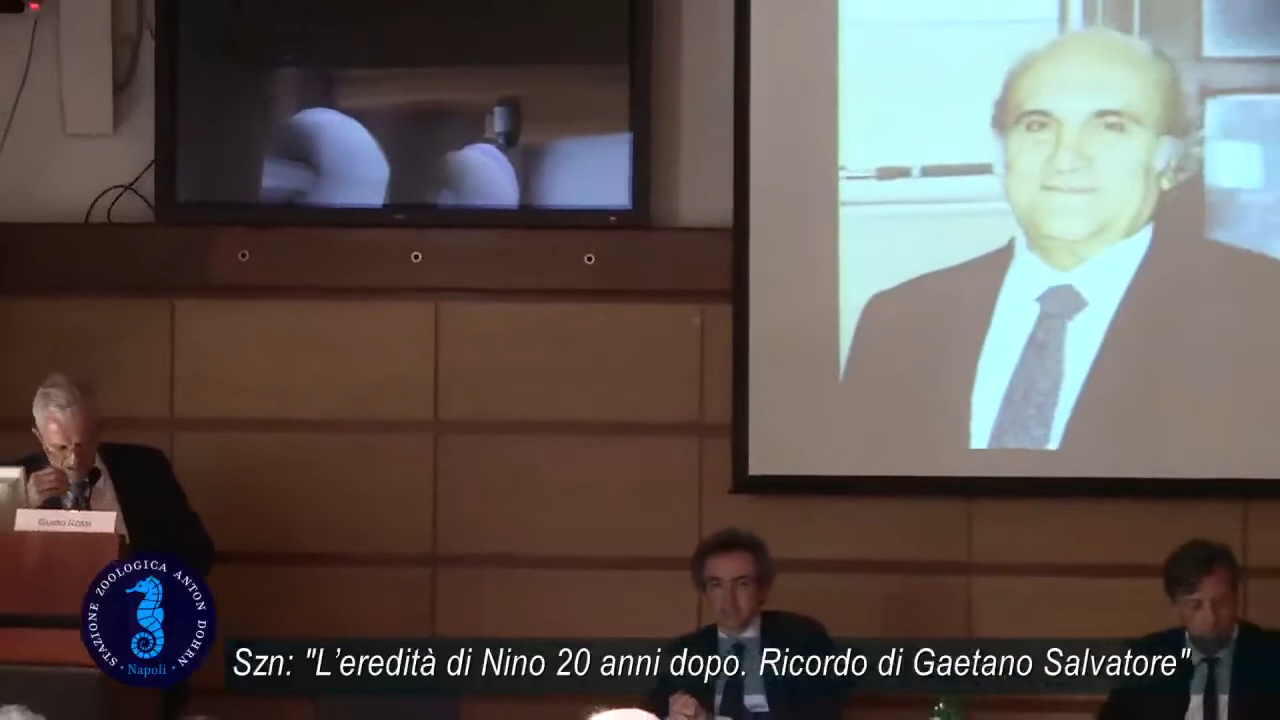 Guido Rossi
STAZIONE ZOOLOGICA ANTON DOHRN
• Napoli •
Szn: "L'eredità di Nino 20 anni dopo. Ricordo di Gaetano Salvatore"